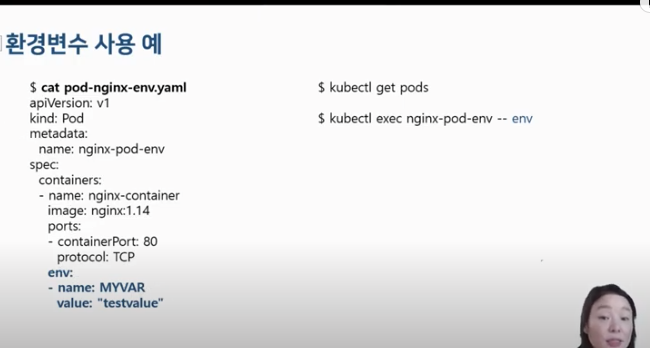 환경변수 사용 예
$ cat pod-nginx-env.yaml
apiVersion: v1
kind: Pod
metadata:
  name: nginx-pod-env
spec:
  containers:
  - name: nginx-container
    image: nginx:1.14
    ports:
    - containerPort: 80
      protocol: TCP
    env:
    - name: MYVAR
      value: "testvalue"
$ kubectl get pods
$ kubectl exec nginx-pod-env -- env